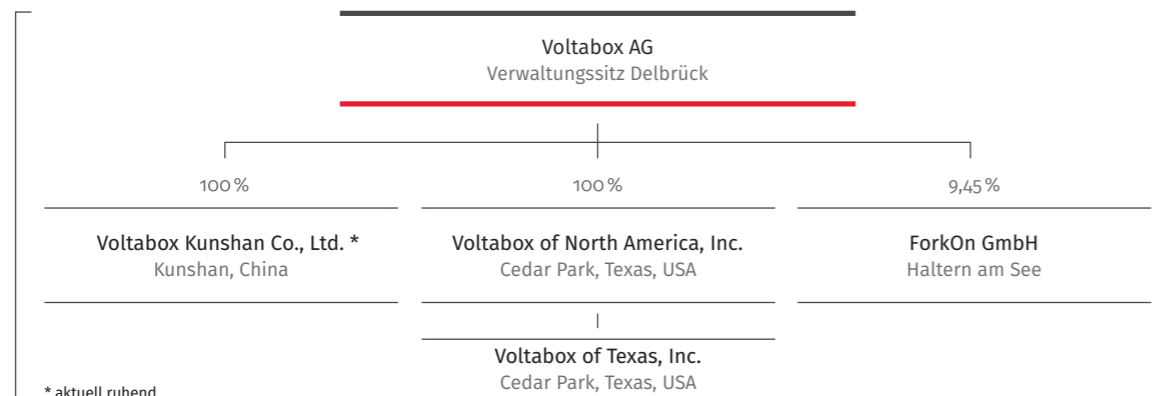 Voltabox AG
Verwaltungssitz Delbrück
100 %
100 %
9,45 %
Voltabox Kunshan Co., Ltd. *
Kunshan, China
Voltabox of North America, Inc.
Cedar Park, Texas, USA
ForkOn GmbH
Haltern am See
Voltabox of Texas, Inc.
Cedar Park, Texas, USA
* aktuell ruhend